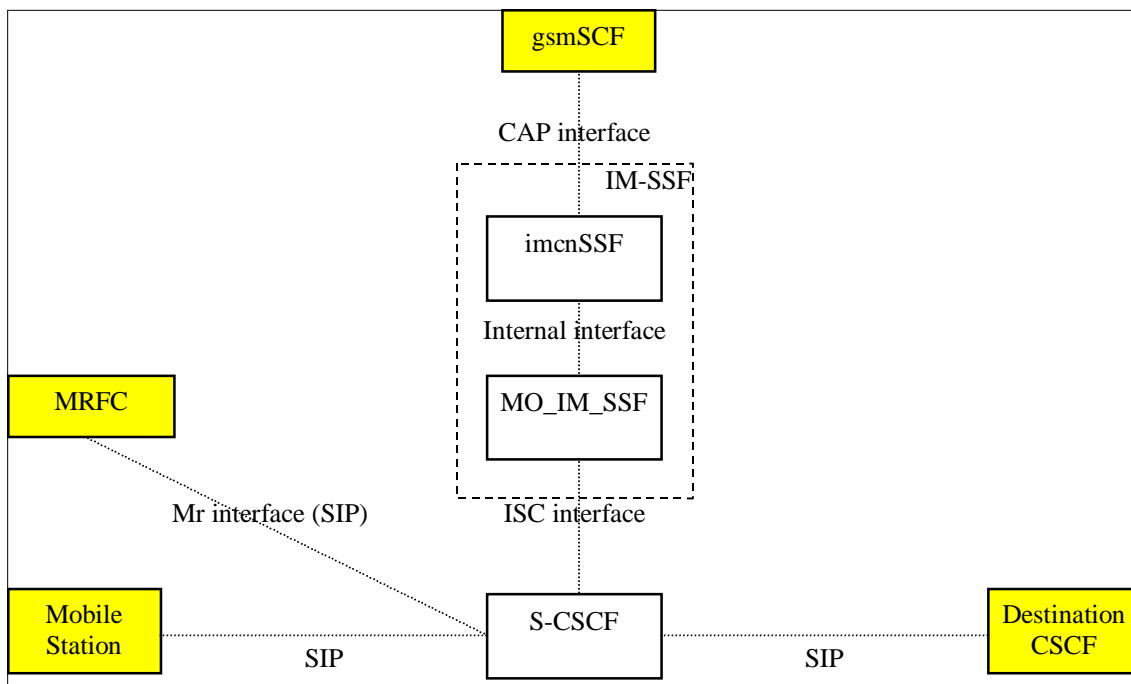 gsmSCF
CAP interface
IM-SSF
imcnSSF
Internal interface
MRFC
MO_IM_SSF
Mr interface (SIP)
ISC interface
Mobile
Station
SIP
S-CSCF
SIP
Destination
CSCF